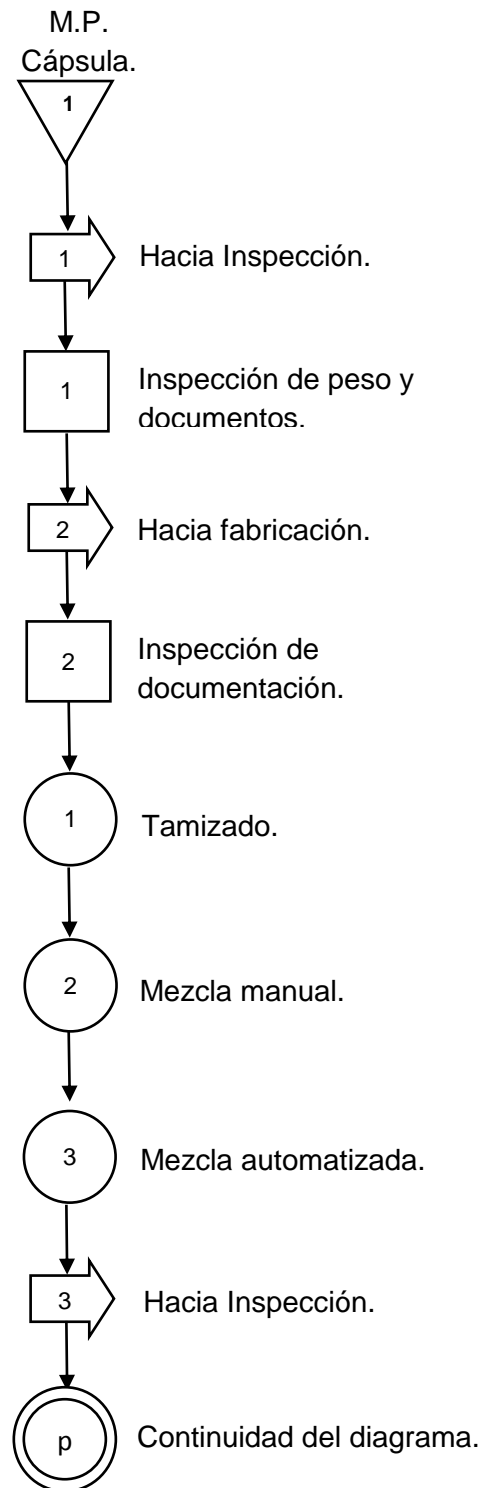 M.P.
Cápsula.
1
1
Hacia Inspección.
1
Inspección de peso y
documentos.
2
Hacia fabricación.
2
Inspección de
documentación.
1
Tamizado.
2
Mezcla manual.
3
Mezcla automatizada.
3
Hacia Inspección.
p
Continuidad del diagrama.